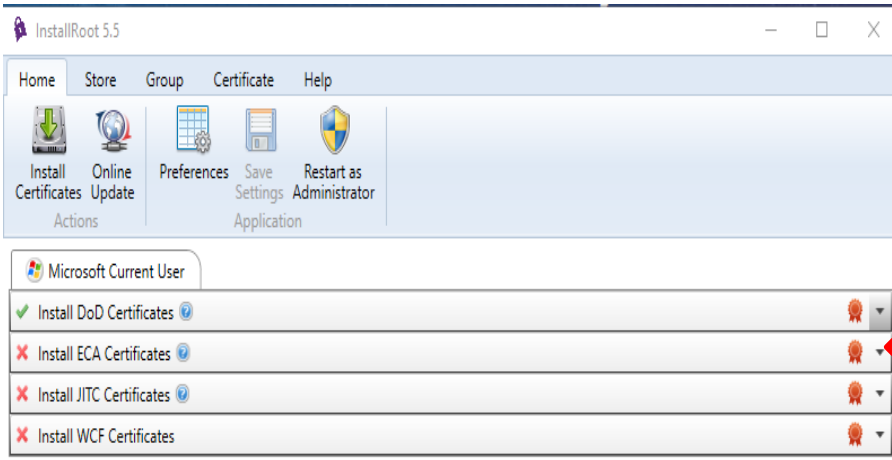 InstallRoot 5.5
Home Store Group Certificate Help
Install Certificates
Online Update
Preferences
Save Settings
Restart as Administrator
Actions
Application
Microsoft Current User
Install DoD Certificates
Install ECA Certificates
Install JITC Certificates
Install WCF Certificates